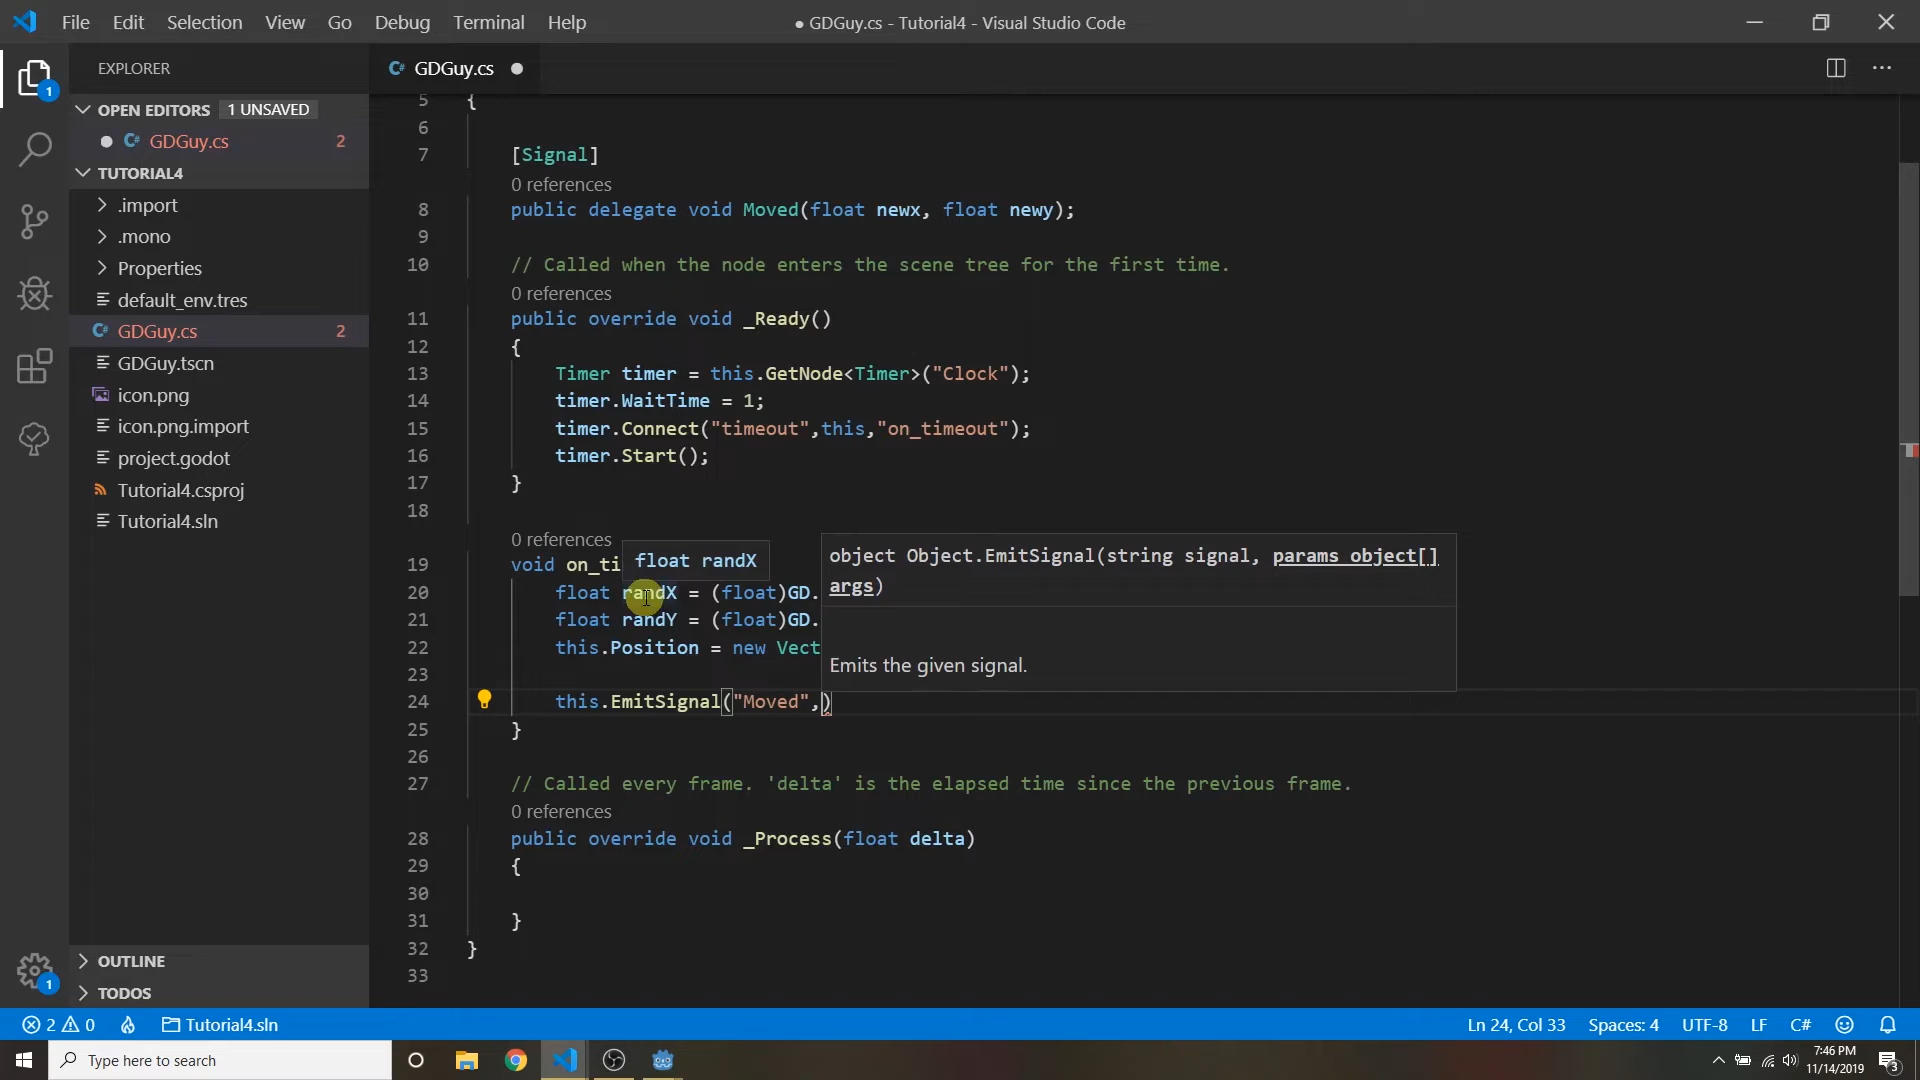 File Edit Selection View Go Debug Terminal Help
● GDGuy.cs - Tutorial4 - Visual Studio Code
EXPLORER
OPEN EDITORS 1 UNSAVED
GDGuy.cs 2
TUTORIAL4
.import
.mono
Properties
default_env.tres
GDGuy.cs 2
GDGuy.tscn
icon.png
icon.png.import
project.godot
Tutorial4.csproj
Tutorial4.sln
OUTLINE
TODOS
1
1
GDGuy.cs
5 {
6
7 [Signal]
0 references
8 public delegate void Moved(float newx, float newy);
9
10 // Called when the node enters the scene tree for the first time.
0 references
11 public override void _Ready()
12 {
13 Timer timer = this.GetNode<Timer>("Clock");
14 timer.WaitTime = 1;
15 timer.Connect("timeout",this,"on_timeout");
16 timer.Start();
17 }
18
0 references
19 void on_ti
20 float randX = (float)GD.
21 float randY = (float)GD.
22 this.Position = new Vect
23
24 this.EmitSignal("Moved",)
25 }
26
27 // Called every frame. 'delta' is the elapsed time since the previous frame.
0 references
28 public override void _Process(float delta)
29 {
30
31 }
32 }
33
float randX
object Object.EmitSignal(string signal, params object[]
args)
Emits the given signal.
2 0 Tutorial4.sln Ln 24, Col 33 Spaces: 4 UTF-8 LF C#
Type here to search
7:46 PM
11/14/2019
3